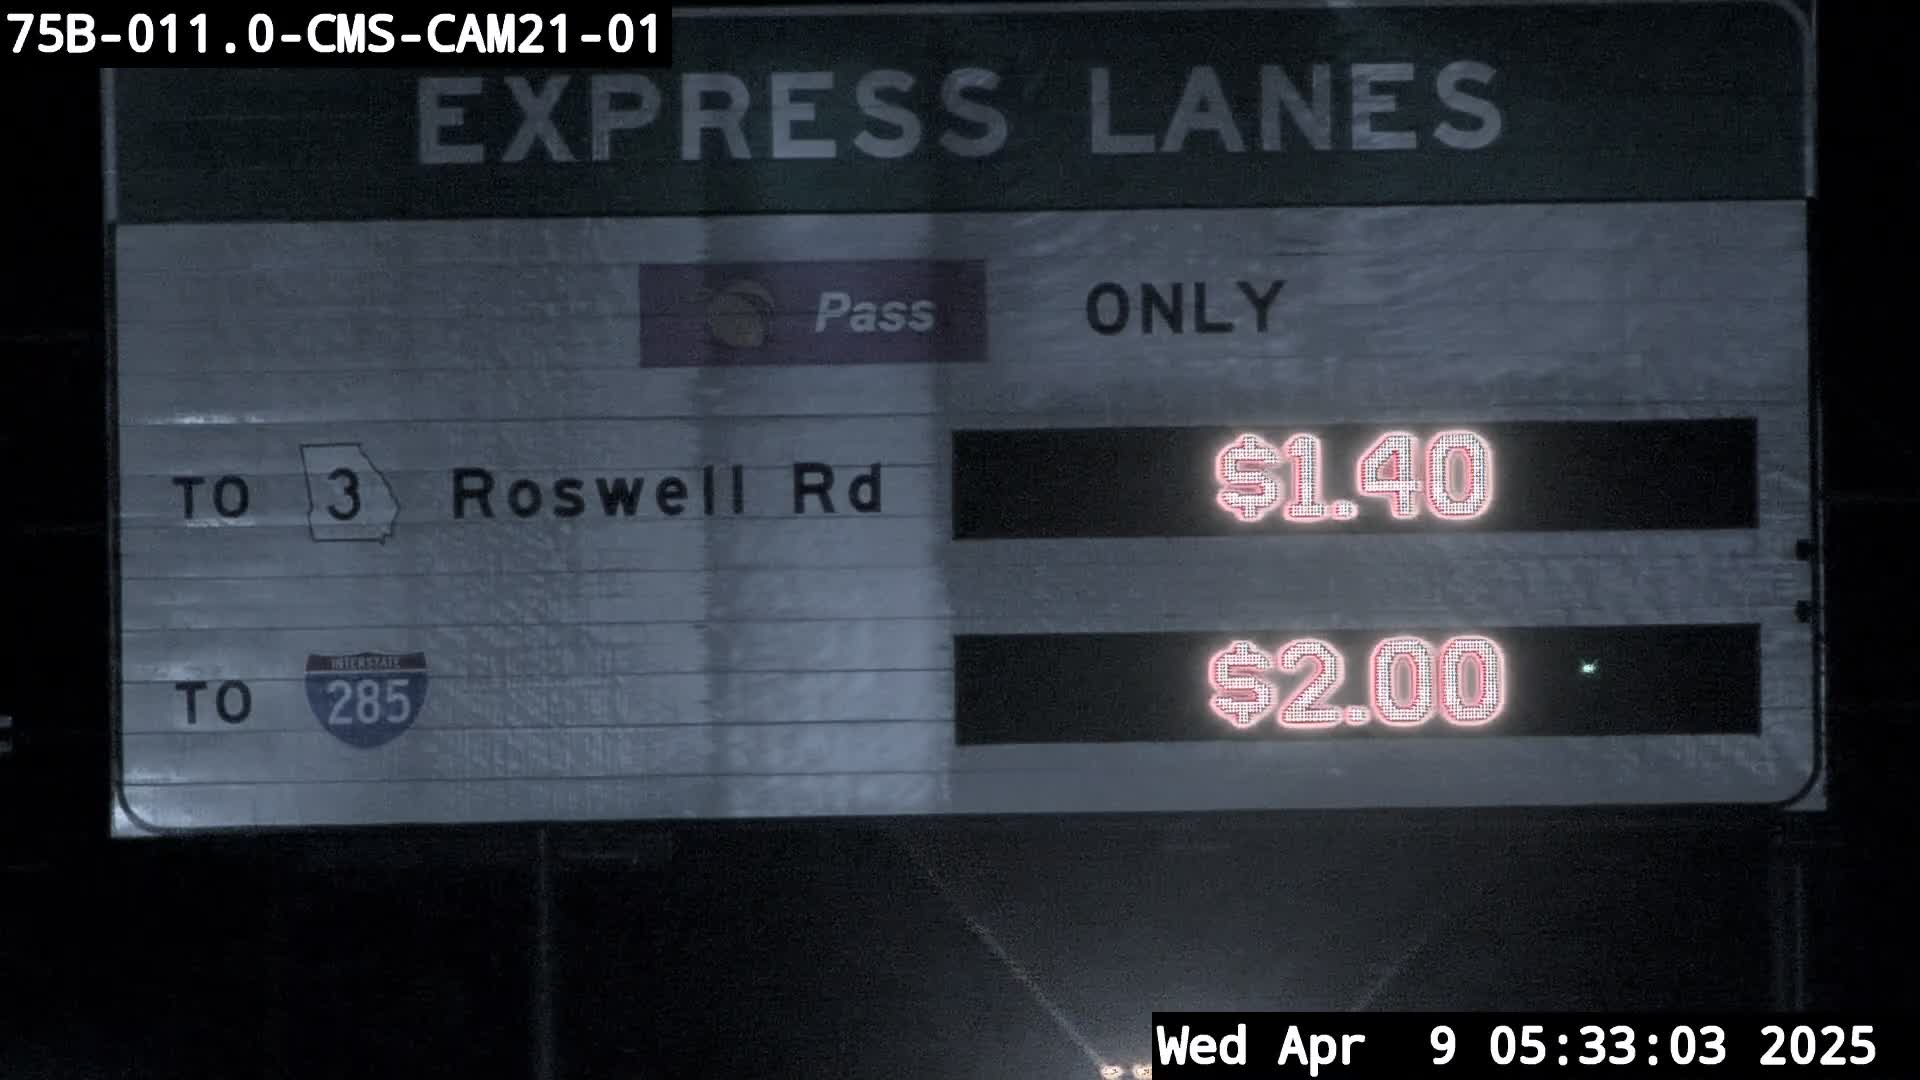 75B-011.0-CMS-CAM21-01
EXPRESS LANES
Pass ONLY
TO 3 Roswell Rd $1.40
INTERSTATE
TO 285 $2.00
Wed Apr 9 05:33:03 2025